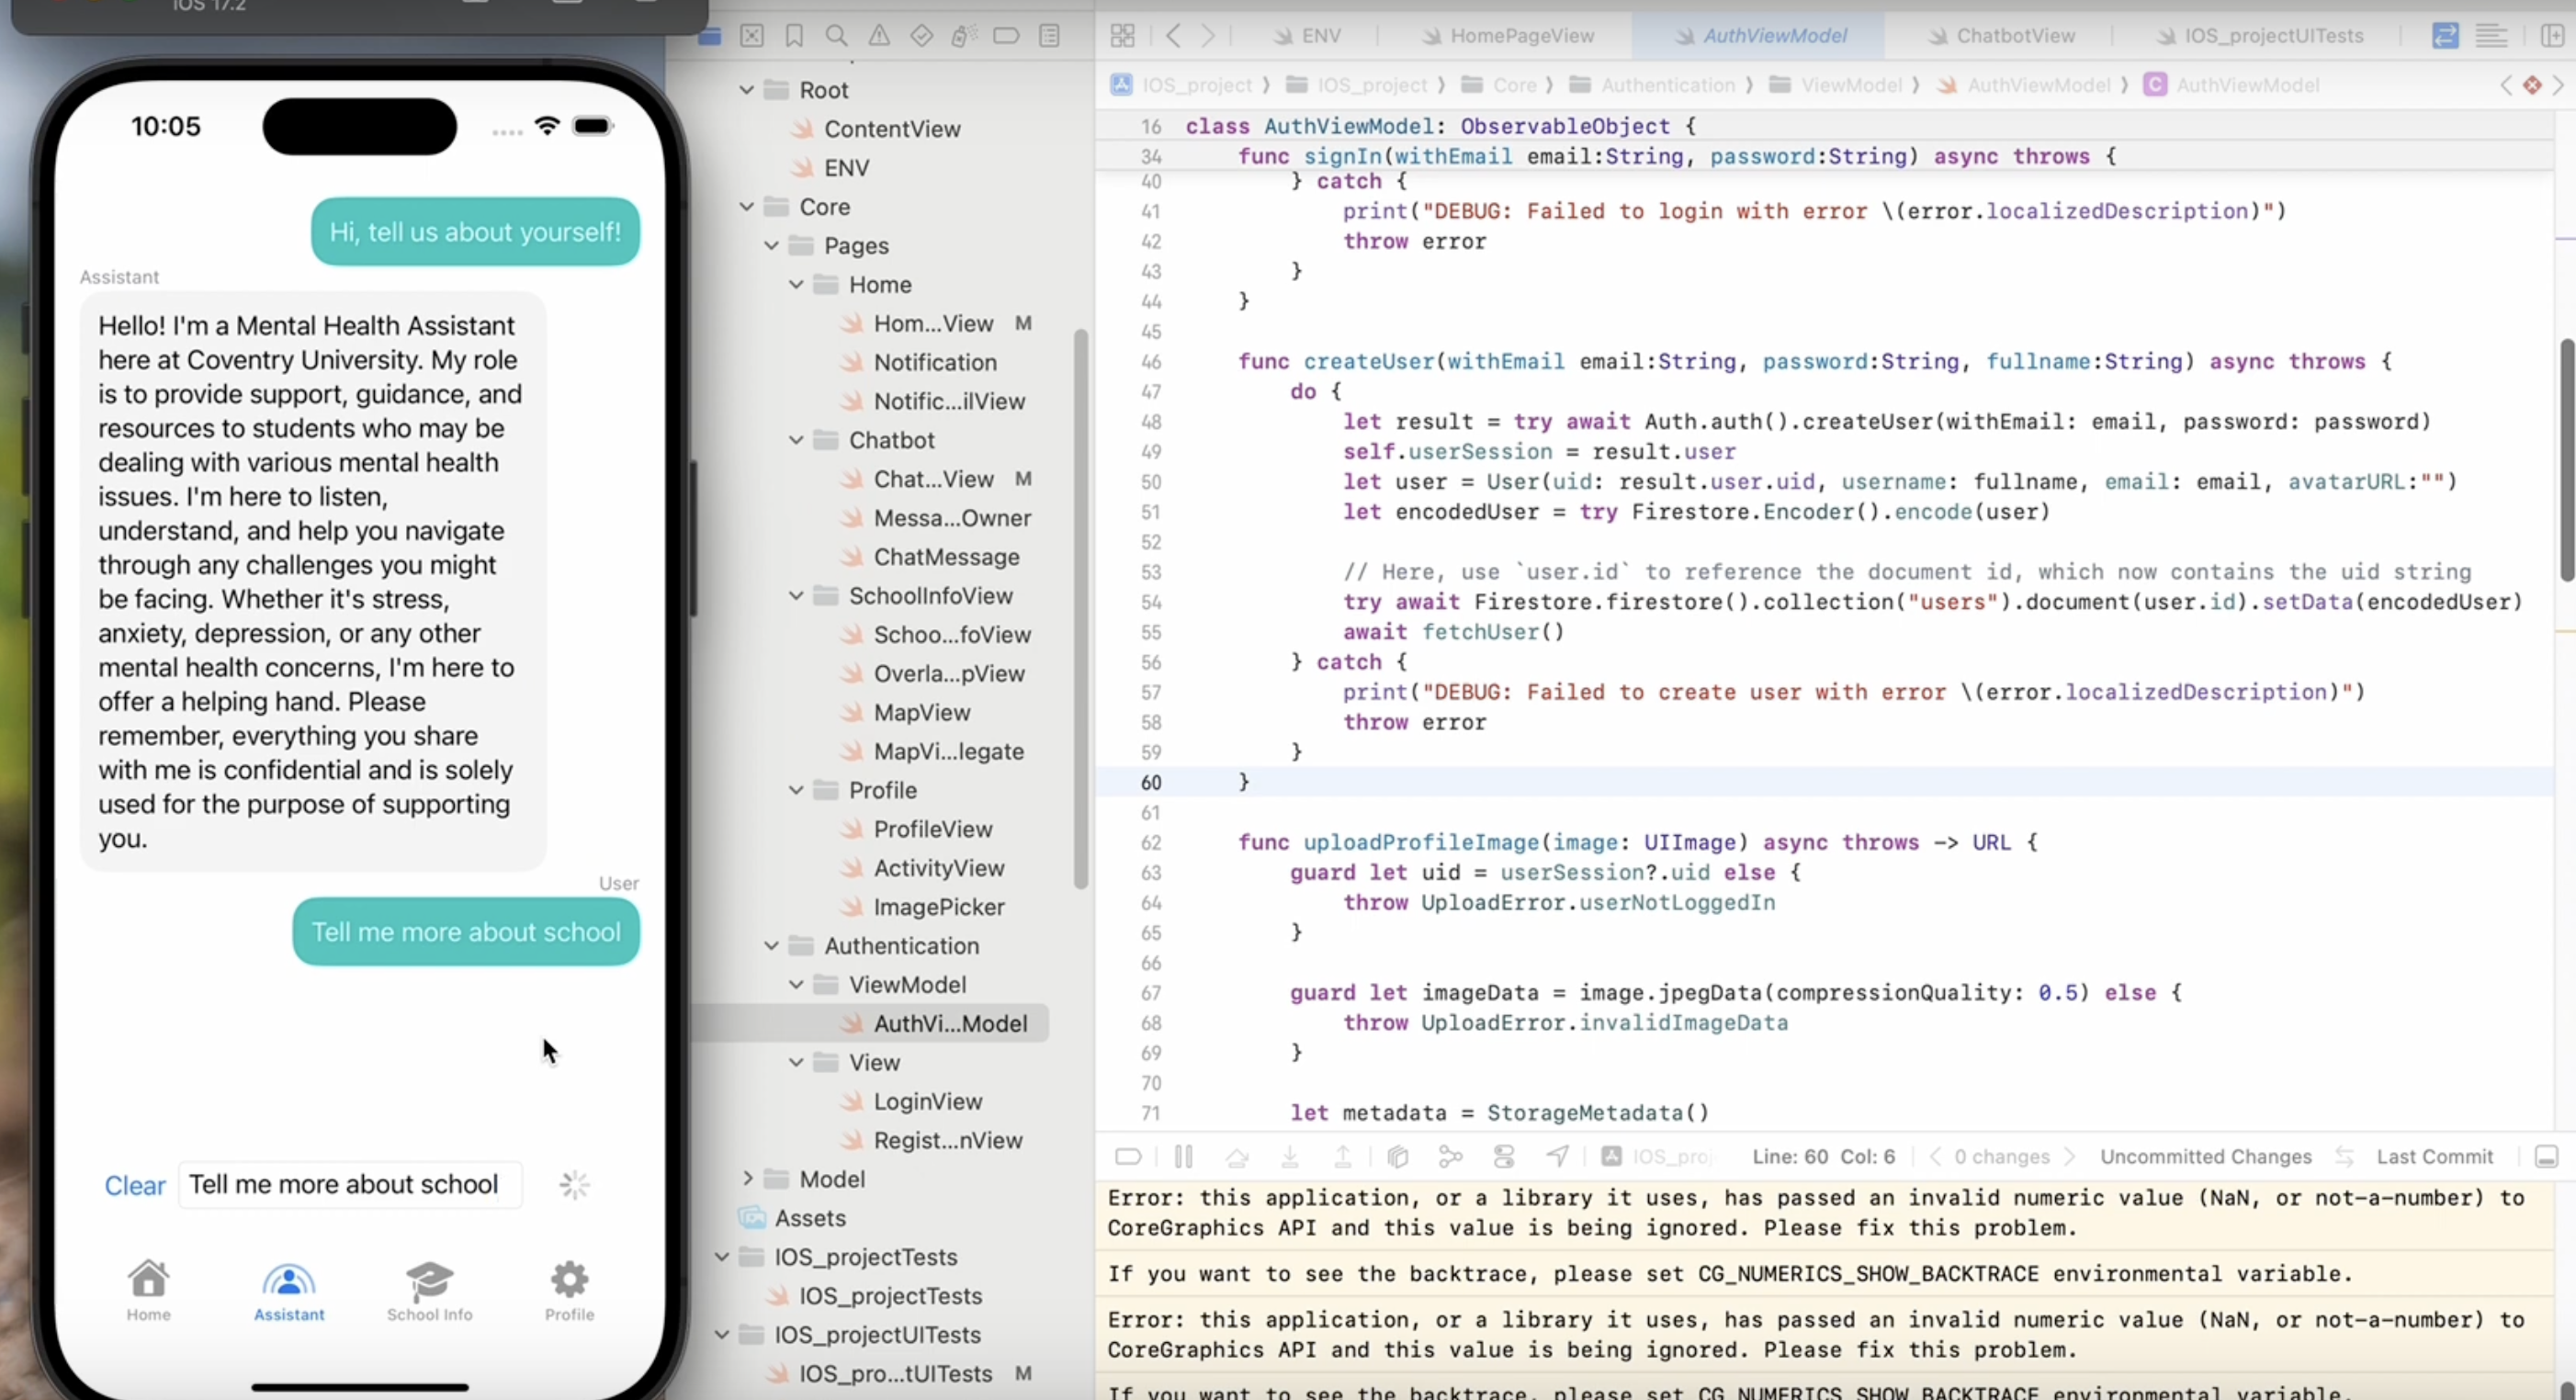 iOS 17.2
10:05
Hi, tell us about yourself!
Assistant
Hello! I'm a Mental Health Assistant
here at Coventry University. My role
is to provide support, guidance, and
resources to students who may be
dealing with various mental health
issues. I'm here to listen,
understand, and help you navigate
through any challenges you might
be facing. Whether it's stress,
anxiety, depression, or any other
mental health concerns, I'm here to
offer a helping hand. Please
remember, everything you share
with me is confidential and is solely
used for the purpose of supporting
you.
User
Tell me more about school
Clear
Tell me more about school
Home
Assistant
School Info
Profile
Root
ContentView
ENV
Core
Pages
Home
Hom...View M
Notification
Notific...ilView
Chatbot
Chat...View M
Messa...Owner
ChatMessage
SchoolInfoView
Schoo...foView
Overla...pView
MapView
MapVi...legate
Profile
ProfileView
ActivityView
ImagePicker
Authentication
ViewModel
AuthVi...Model
View
LoginView
Regist...nView
Model
Assets
IOS_projectTests
IOS_projectTests
IOS_projectUITests
IOS_pro...tUITests M
ENV HomePageView AuthViewModel ChatbotView IOS_projectUITests
IOS_project IOS_project Core Authentication ViewModel AuthViewModel C AuthViewModel
16 class AuthViewModel: ObservableObject {
34 func signIn(withEmail email:String, password:String) async throws {
40 } catch {
41 print("DEBUG: Failed to login with error \(error.localizedDescription)")
42 throw error
43 }
44 }
45
46 func createUser(withEmail email:String, password:String, fullname:String) async throws {
47 do {
48 let result = try await Auth.auth().createUser(withEmail: email, password: password)
49 self.userSession = result.user
50 let user = User(uid: result.user.uid, username: fullname, email: email, avatarURL:"")
51 let encodedUser = try Firestore.Encoder().encode(user)
52
53 // Here, use `user.id` to reference the document id, which now contains the uid string
54 try await Firestore.firestore().collection("users").document(user.id).setData(encodedUser)
55 await fetchUser()
56 } catch {
57 print("DEBUG: Failed to create user with error \(error.localizedDescription)")
58 throw error
59 }
60 }
61
62 func uploadProfileImage(image: UIImage) async throws -> URL {
63 guard let uid = userSession?.uid else {
64 throw UploadError.userNotLoggedIn
65 }
66
67 guard let imageData = image.jpegData(compressionQuality: 0.5) else {
68 throw UploadError.invalidImageData
69 }
70
71 let metadata = StorageMetadata()
IOS_proj Line: 60 Col: 6 0 changes Uncommitted Changes Last Commit
Error: this application, or a library it uses, has passed an invalid numeric value (NaN, or not-a-number) to
CoreGraphics API and this value is being ignored. Please fix this problem.
If you want to see the backtrace, please set CG_NUMERICS_SHOW_BACKTRACE environmental variable.
Error: this application, or a library it uses, has passed an invalid numeric value (NaN, or not-a-number) to
CoreGraphics API and this value is being ignored. Please fix this problem.
If you want to see the backtrace, please set CG_NUMERICS_SHOW_BACKTRACE environmental variable.